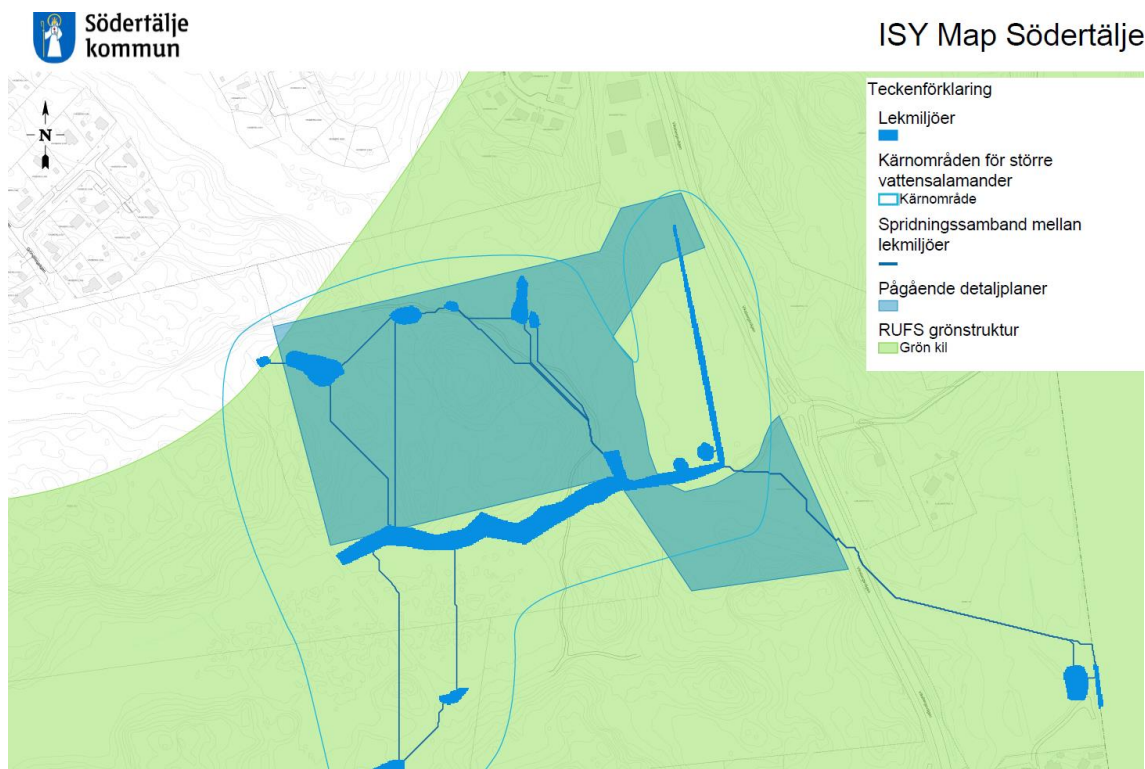 Södertälje
kommun
ISY Map Södertälje
N
Teckenförklaring
Lekmiljöer
Kärnområden för större
vattensalamander
Kärnområde
Spridningssamband mellan
lekmiljöer
Pågående detaljplaner
RUFS grönstruktur
Grön kil